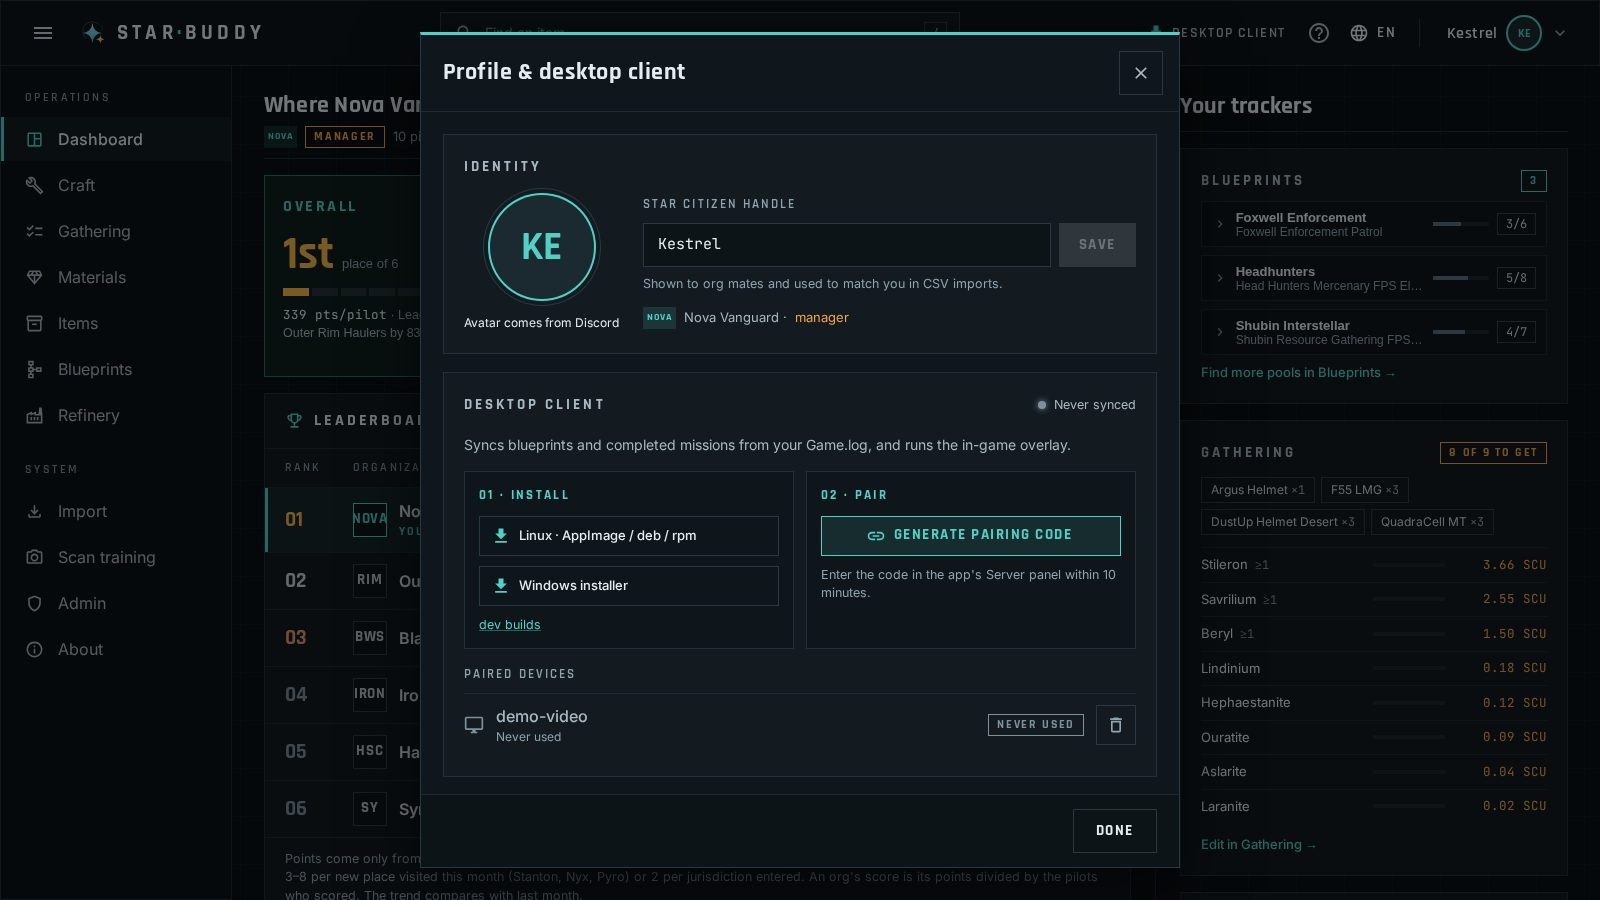 STAR·BUDDY
Find an item
DESKTOP CLIENT
EN
Kestrel
KE
OPERATIONS
Dashboard
Craft
Gathering
Materials
Items
Blueprints
Refinery
SYSTEM
Import
Scan training
Admin
About
Where Nova Va
NOVA
MANAGER
10 pi
OVERALL
1st place of 6
339 pts/pilot · Lea
Outer Rim Haulers by 83
LEADERBOA
RANK
ORGANIZA
01 NOVA No
YOU
02 RIM Ou
03 BWS Bla
04 IRON Iro
05 HSC Ha
06 SY Sy
Points come only from
3–8 per new place visited this month (Stanton, Nyx, Pyro) or 2 per jurisdiction entered. An org's score is its points divided by the pilots
who scored. The trend compares with last month.
Profile & desktop client
IDENTITY
KE
Avatar comes from Discord
STAR CITIZEN HANDLE
Kestrel
SAVE
Shown to org mates and used to match you in CSV imports.
NOVA Nova Vanguard · manager
DESKTOP CLIENT
Never synced
Syncs blueprints and completed missions from your Game.log, and runs the in-game overlay.
01 · INSTALL
Linux · AppImage / deb / rpm
Windows installer
dev builds
02 · PAIR
GENERATE PAIRING CODE
Enter the code in the app's Server panel within 10
minutes.
PAIRED DEVICES
demo-video
Never used
NEVER USED
DONE
Your trackers
BLUEPRINTS
3
Foxwell Enforcement
Foxwell Enforcement Patrol
3/6
Headhunters
Head Hunters Mercenary FPS El...
5/8
Shubin Interstellar
Shubin Resource Gathering FPS...
4/7
Find more pools in Blueprints →
GATHERING
8 OF 9 TO GET
Argus Helmet ×1
F55 LMG ×3
DustUp Helmet Desert ×3
QuadraCell MT ×3
Stileron ≥1 3.66 SCU
Savrilium ≥1 2.55 SCU
Beryl ≥1 1.50 SCU
Lindinium 0.18 SCU
Hephaestanite 0.12 SCU
Ouratite 0.09 SCU
Aslarite 0.04 SCU
Laranite 0.02 SCU
Edit in Gathering →